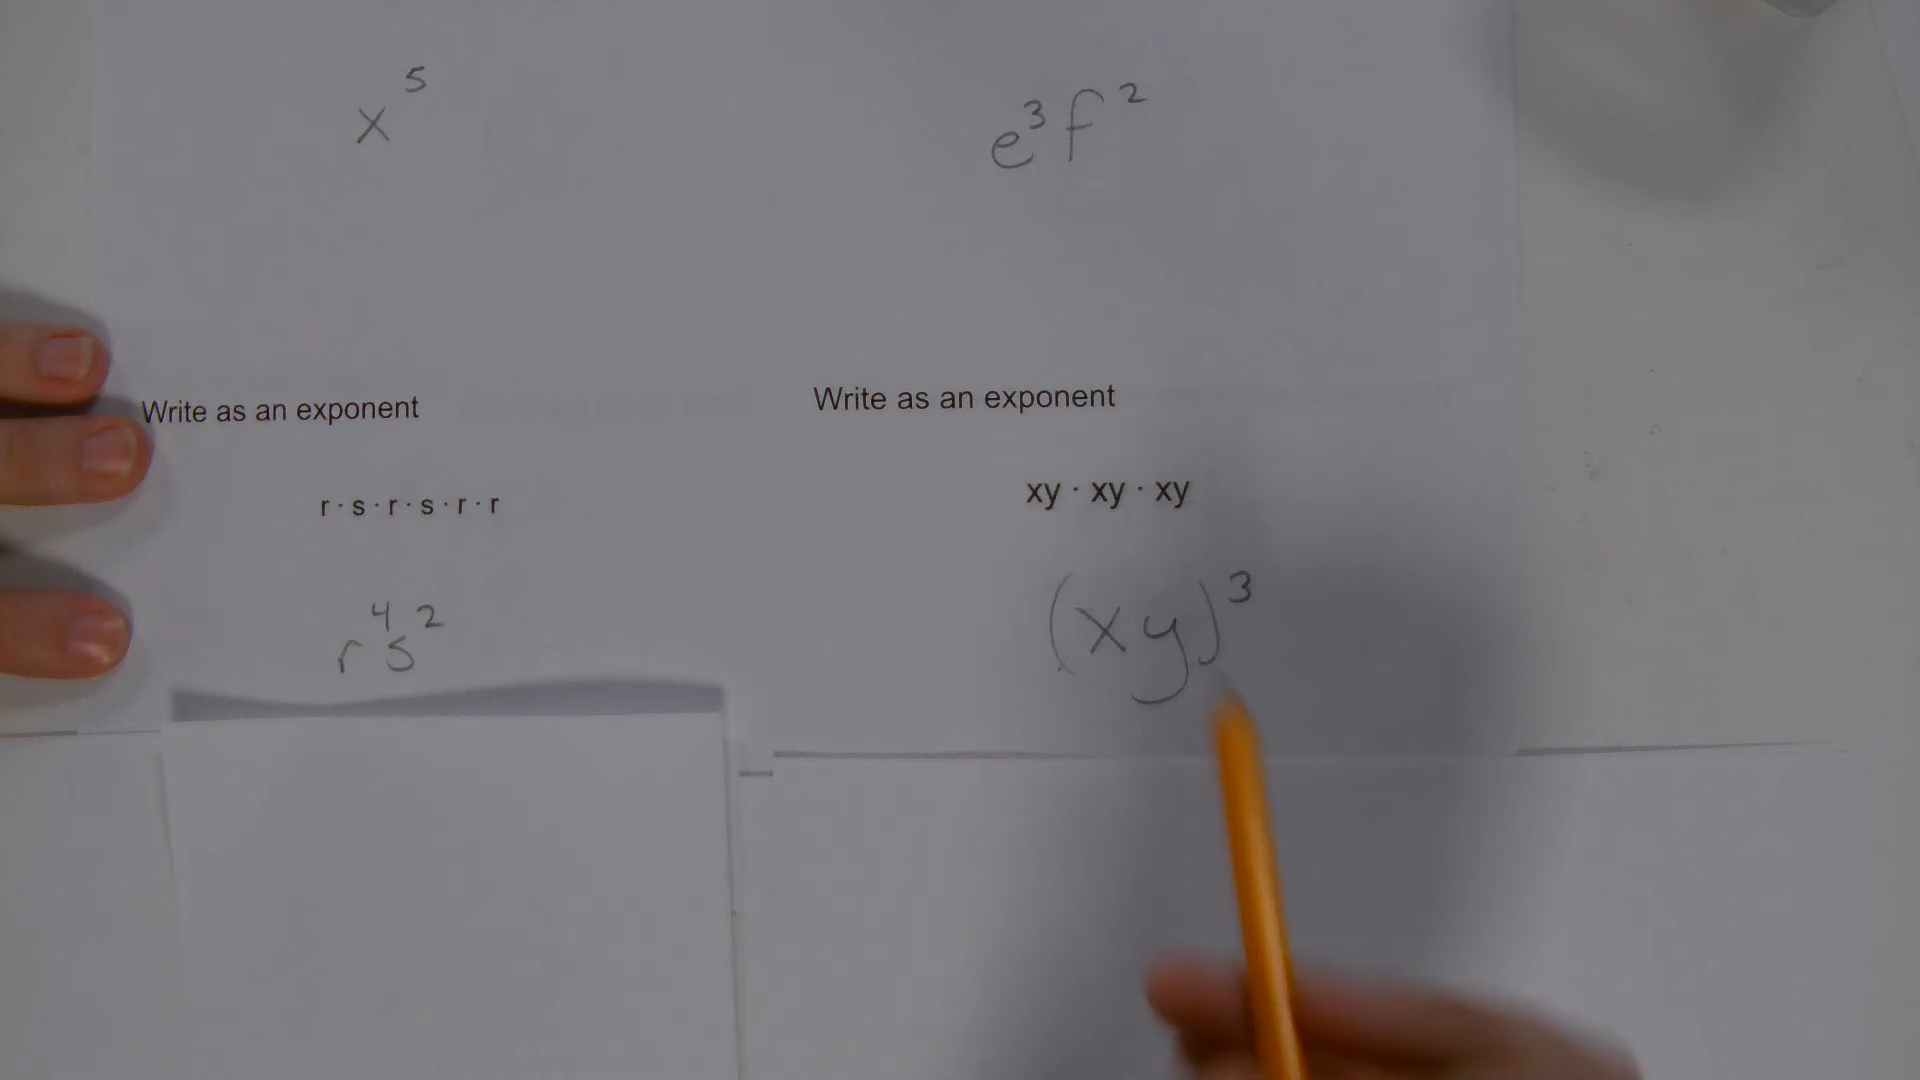 x⁵
e³f²
Write as an exponent
r · s · r · s · r · r
r⁴s²
Write as an exponent
xy · xy · xy
(xy)³